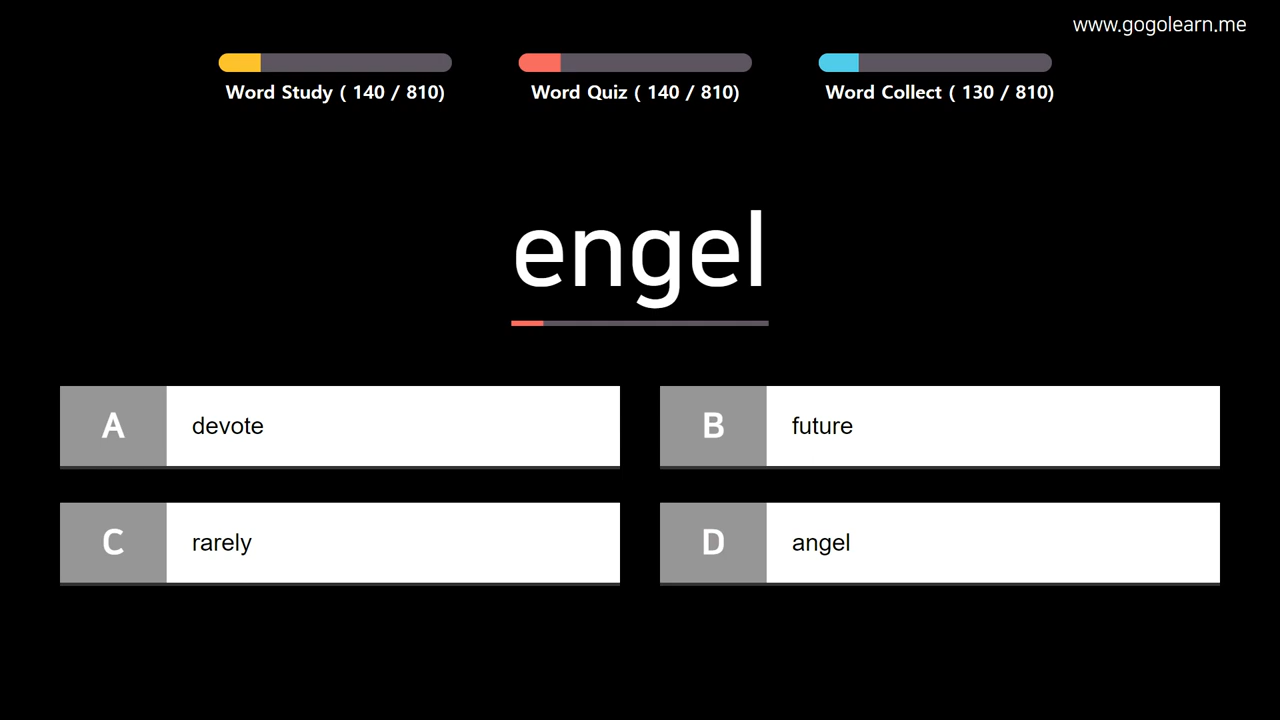 www.gogolearn.me
Word Study ( 140 / 810)
Word Quiz ( 140 / 810)
Word Collect ( 130 / 810)
engel
A devote
B future
C rarely
D angel